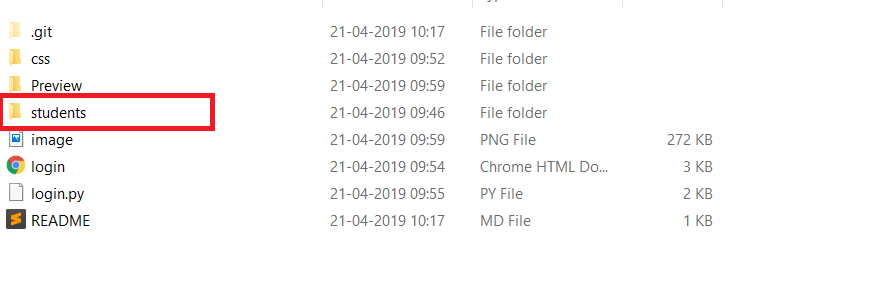 .git 21-04-2019 10:17 File folder
css 21-04-2019 09:52 File folder
Preview 21-04-2019 09:59 File folder
students 21-04-2019 09:46 File folder
image 21-04-2019 09:59 PNG File 272 KB
login 21-04-2019 09:54 Chrome HTML Do... 3 KB
login.py 21-04-2019 09:55 PY File 2 KB
README 21-04-2019 10:17 MD File 1 KB